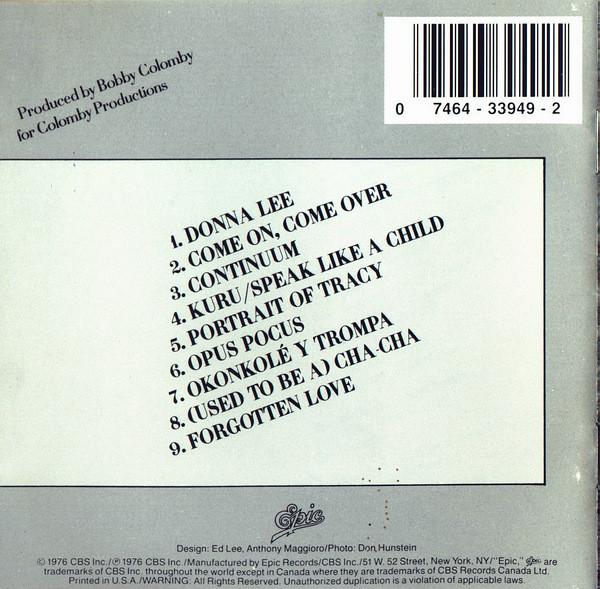 Produced by Bobby Colomby
for Colomby Productions
0 7464 - 33949 - 2
1. DONNA LEE
2. COME ON, COME OVER
3. CONTINUUM
4. KURU/SPEAK LIKE A CHILD
5. PORTRAIT OF TRACY
6. OPUS POCUS
7. OKONKOLÉ Y TROMPA
8. (USED TO BE A) CHA-CHA
9. FORGOTTEN LOVE
Epic
Design: Ed Lee, Anthony Maggioro/Photo: Don Hunstein
© 1976 CBS Inc./℗ 1976 CBS Inc./Manufactured by Epic Records/CBS Inc./51 W. 52 Street, New York, NY/"Epic," Epic are
trademarks of CBS Inc. throughout the world except in Canada where they are trademarks of CBS Records Canada Ltd.
Printed in U.S.A./WARNING: All Rights Reserved. Unauthorized duplication is a violation of applicable laws.